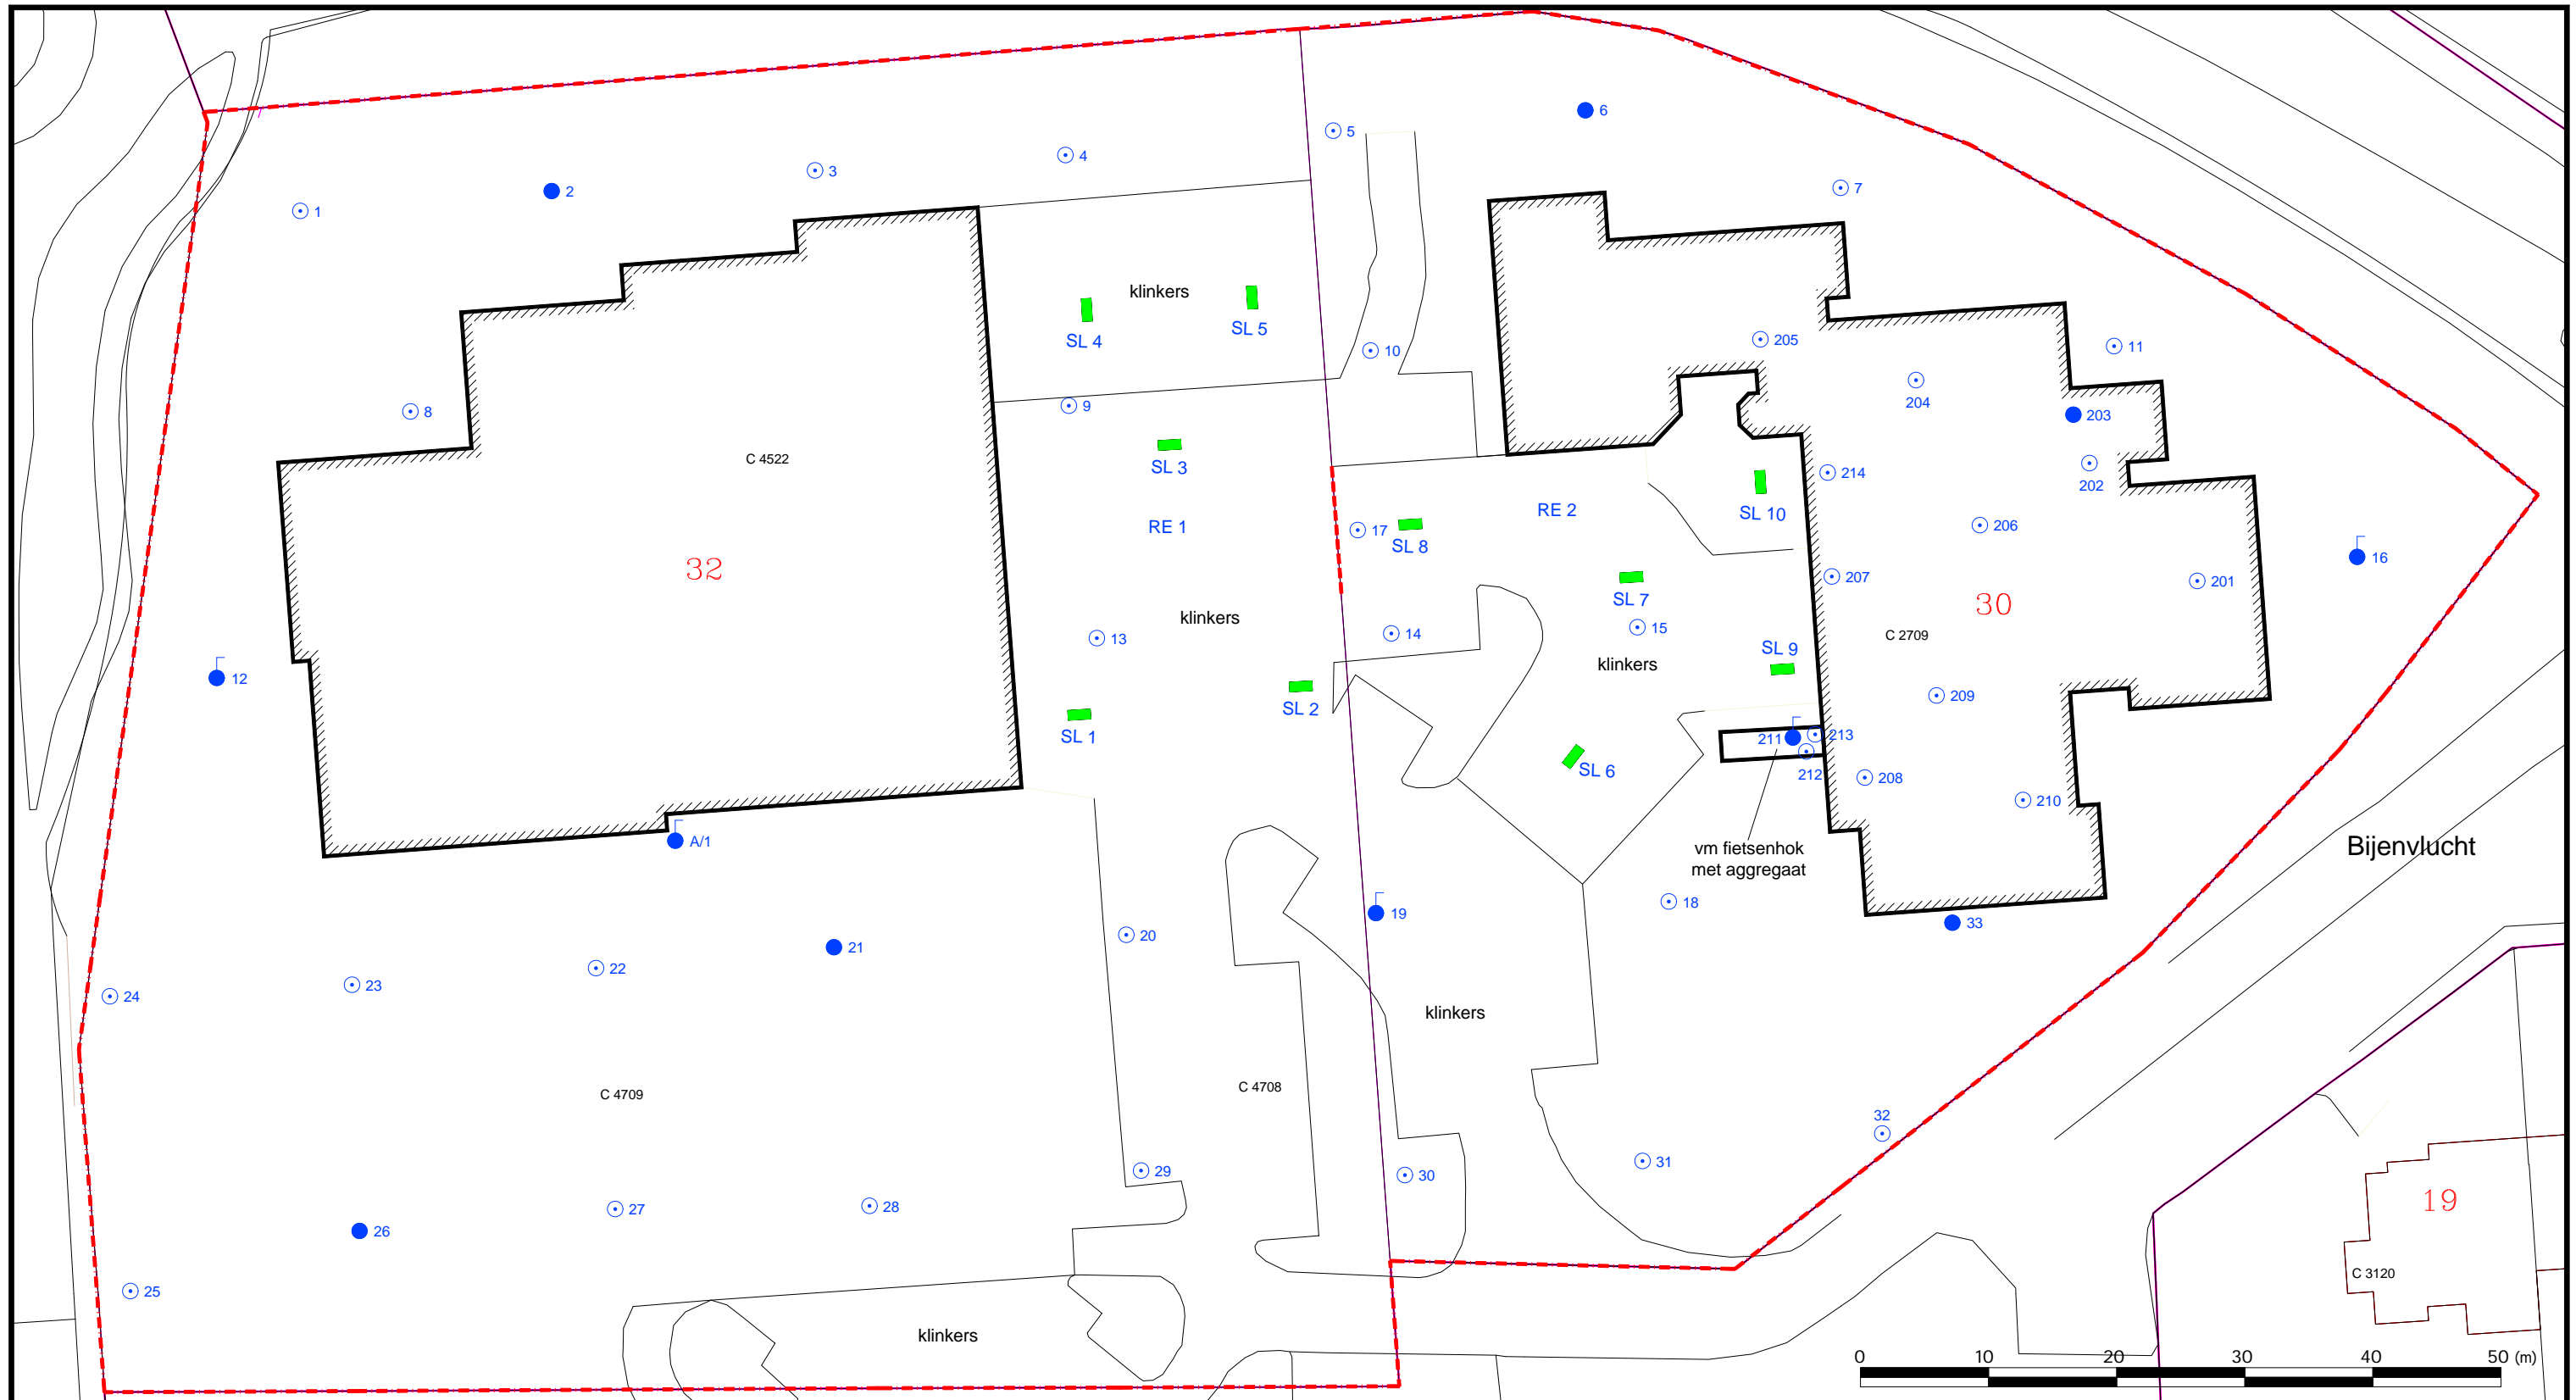 6
5
4
3
7
2
1
klinkers
SL 4
SL 5
10
205
11
204
9
8
203
C 4522
SL 3
202
214
SL 10
RE 1
RE 2
17
SL 8
206
16
32
207
201
SL 7
30
klinkers
13
14
15
C 2709
SL 9
klinkers
12
209
SL 2
SL 1
211
213
SL 6
212
208
210
A/1
vm fietsenhok
met aggregaat
Bijenvlucht
18
19
33
20
21
22
23
24
klinkers
C 4709
C 4708
32
31
29
30
19
28
27
26
C 3120
25
klinkers
0 10 20 30 40 50 (m)